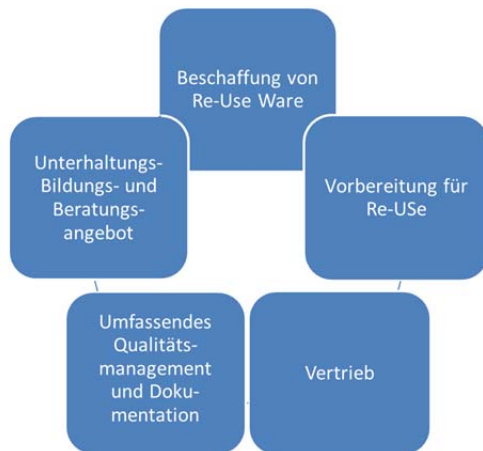 Beschaffung von
Re-Use Ware
Unterhaltungs-
Bildungs- und
Beratungs-
angebot
Vorbereitung für
Re-USe
Umfassendes
Qualitäts-
management
und Doku-
mentation
Vertrieb